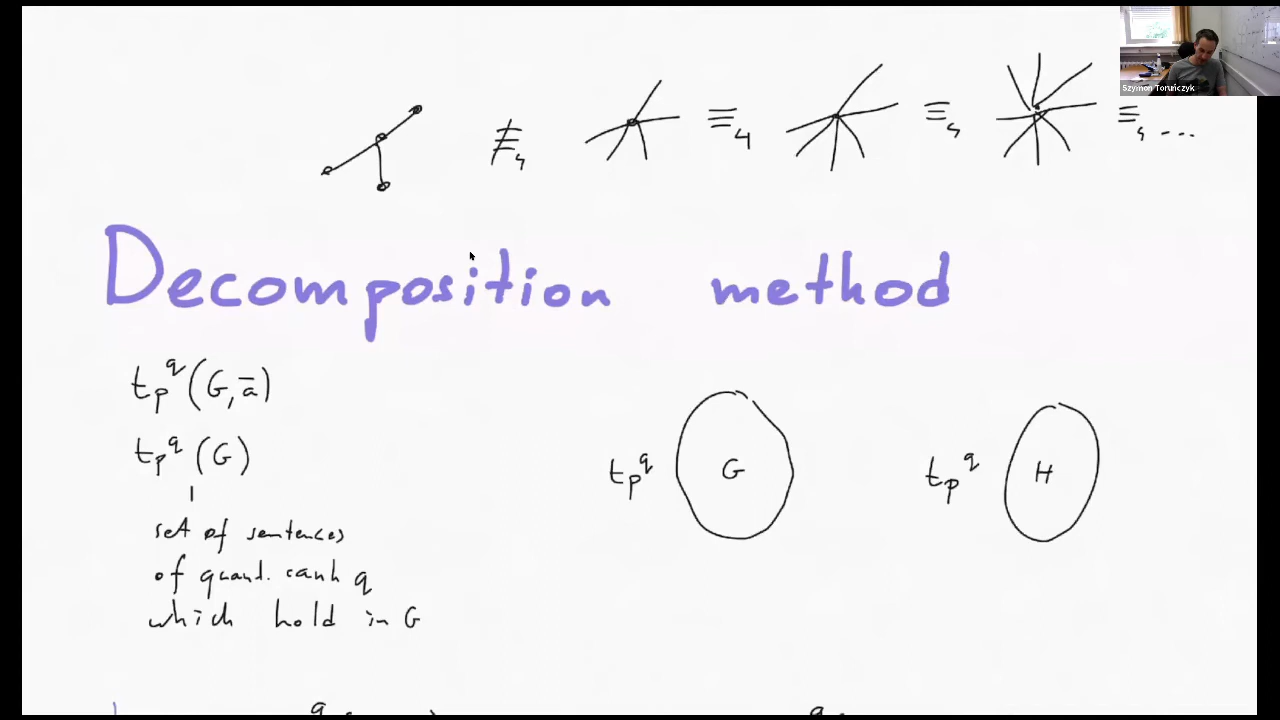 ≢₄ ≡₄ ≡₄ ≡₄ ...
Szymon Toruńczyk
Decomposition method
tp^q(G, ā)
tp^q(G)
set of sentences
of quant. rank q
which hold in G
tp^q G
tp^q H